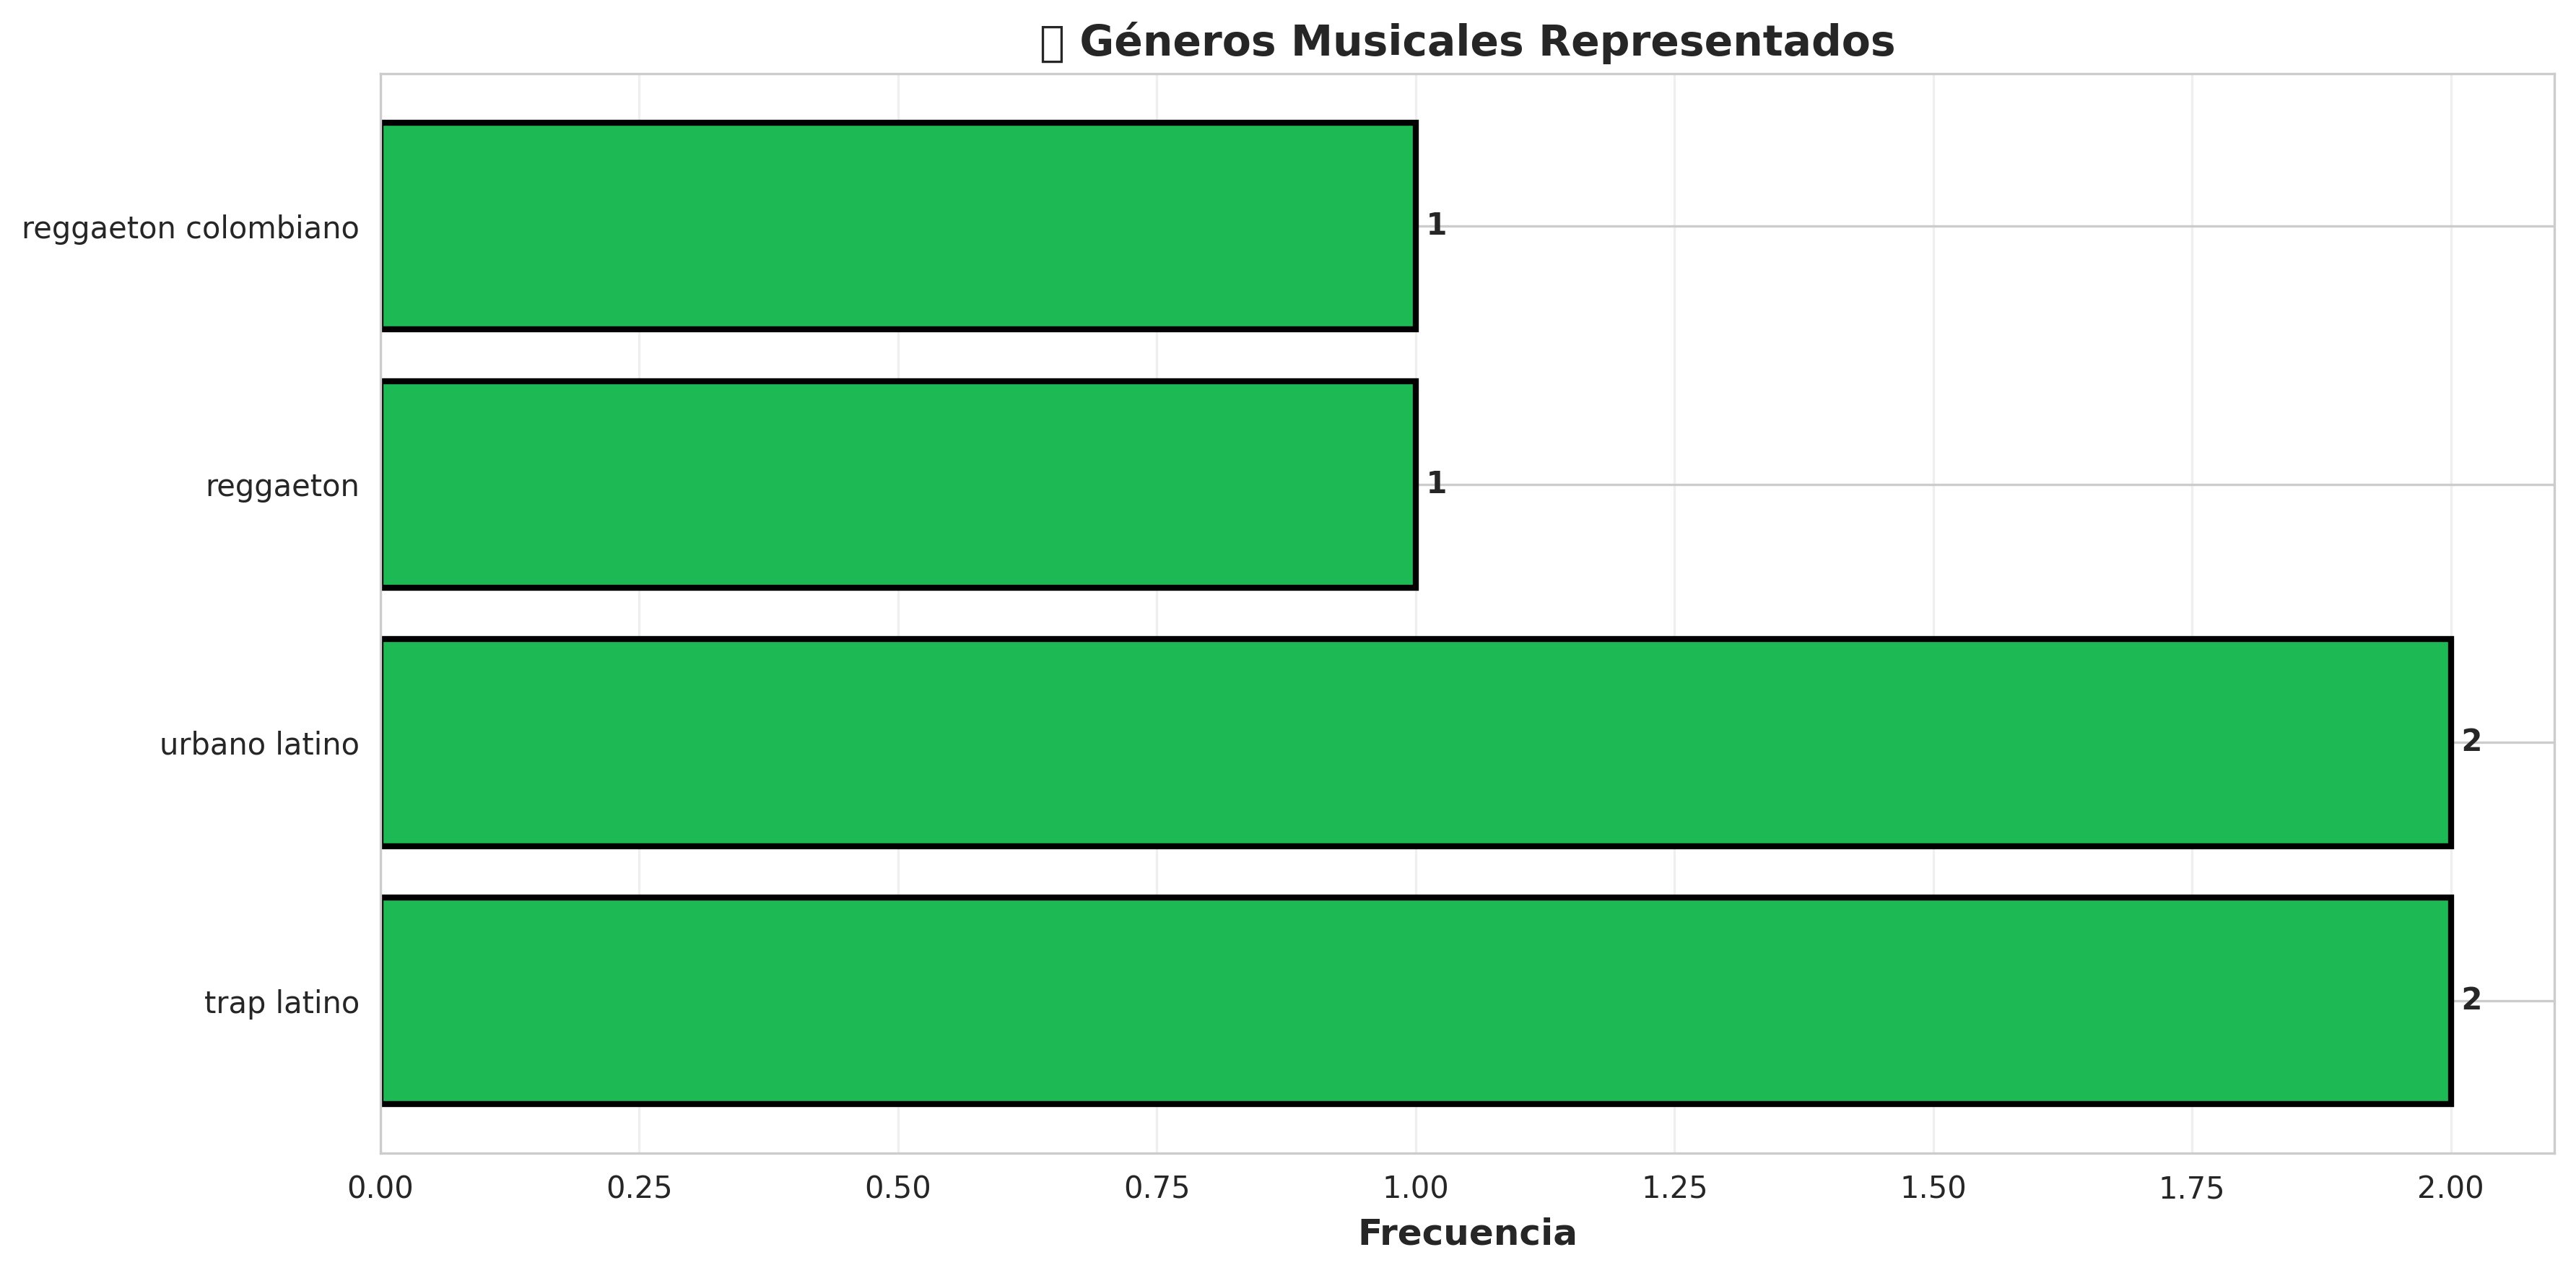 Géneros Musicales Representados
reggaeton colombiano
1
reggaeton
1
urbano latino
2
trap latino
2
0.00 0.25 0.50 0.75 1.00 1.25 1.50 1.75 2.00
Frecuencia